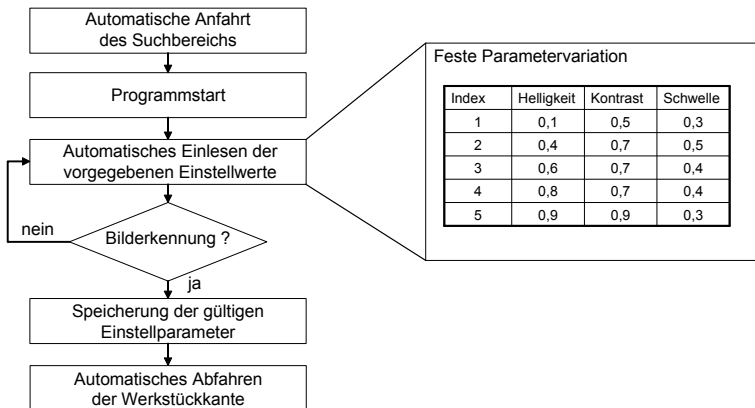 Automatische Anfahrt
des Suchbereichs
Programmstart
Automatisches Einlesen der
vorgegebenen Einstellwerte
nein
Bilderkennung ?
ja
Speicherung der gültigen
Einstellparameter
Automatisches Abfahren
der Werkstückkante
Feste Parametervariation
Index Helligkeit Kontrast Schwelle
1 0,1 0,5 0,3
2 0,4 0,7 0,5
3 0,6 0,7 0,4
4 0,8 0,7 0,4
5 0,9 0,9 0,3